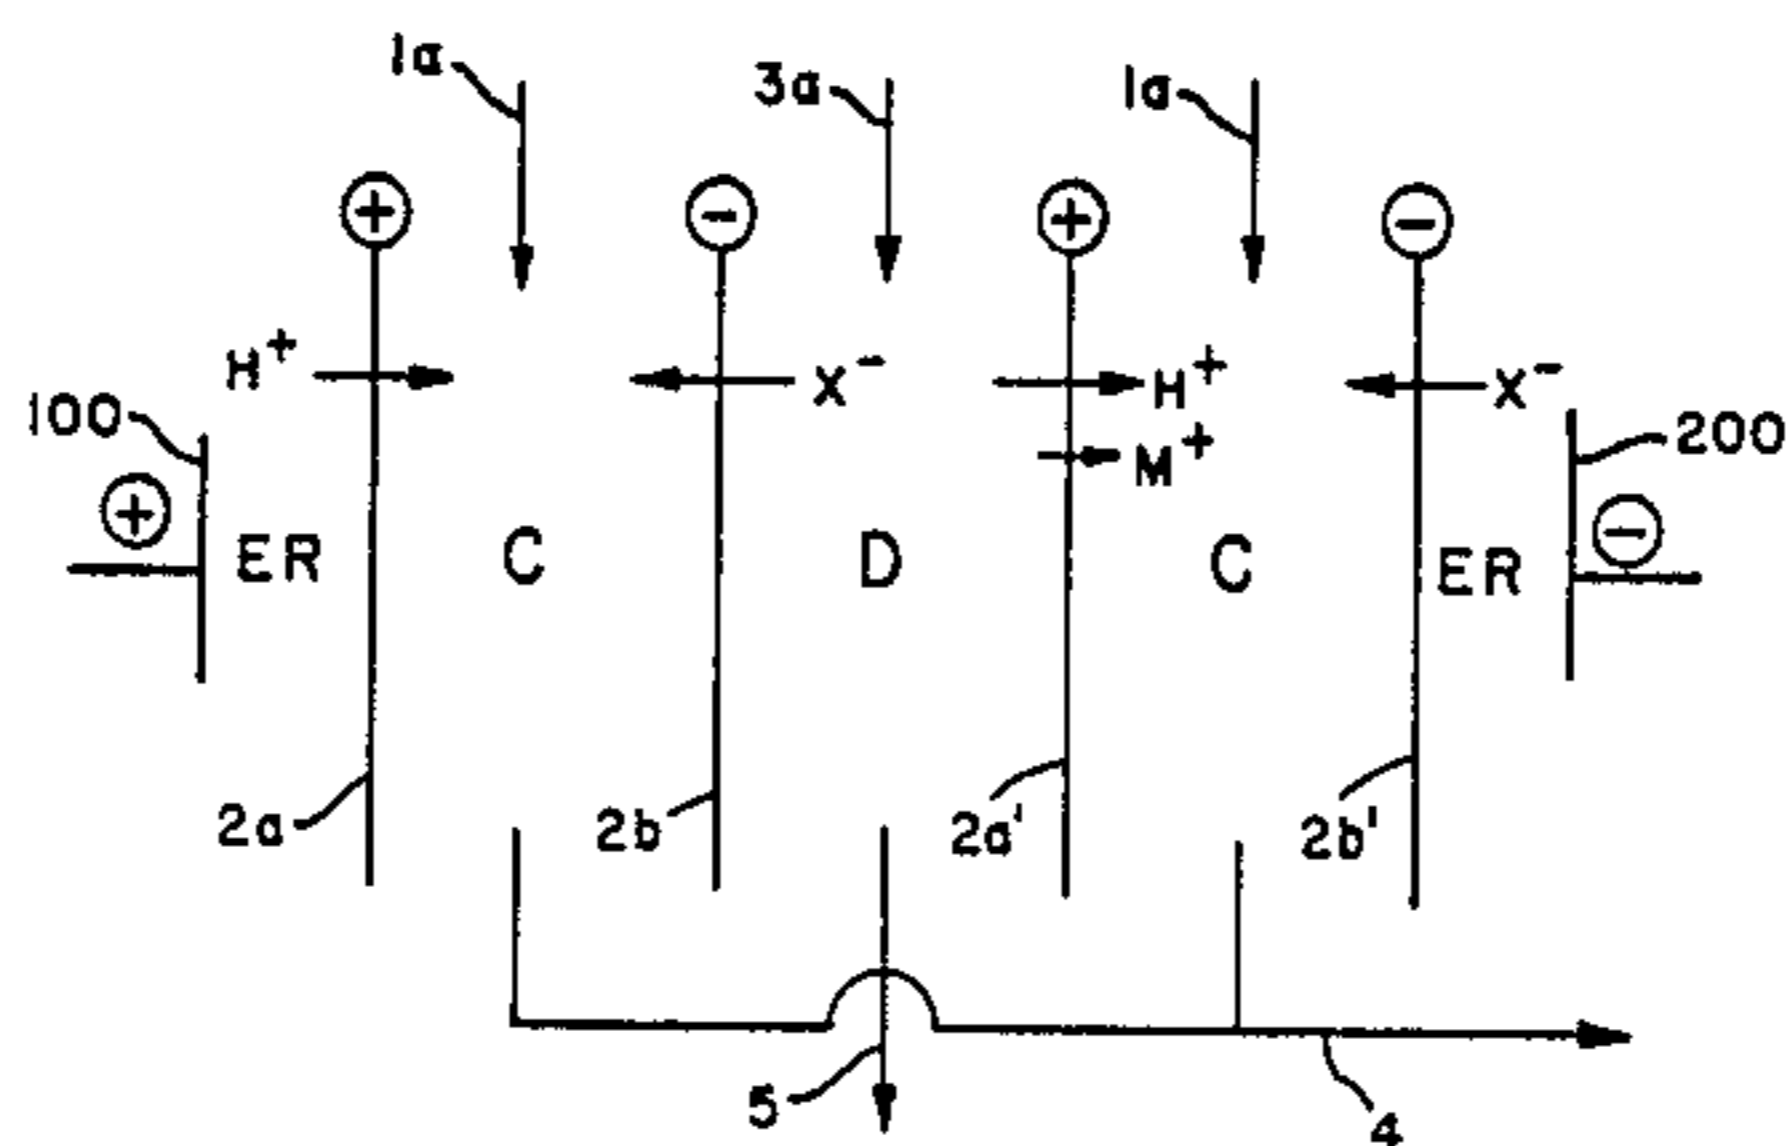 1a 3a 1a
+ - + -
H+ X- H+ X-
M+
100 200
+ -
ER C D C ER
2a 2b 2a' 2b'
5 4